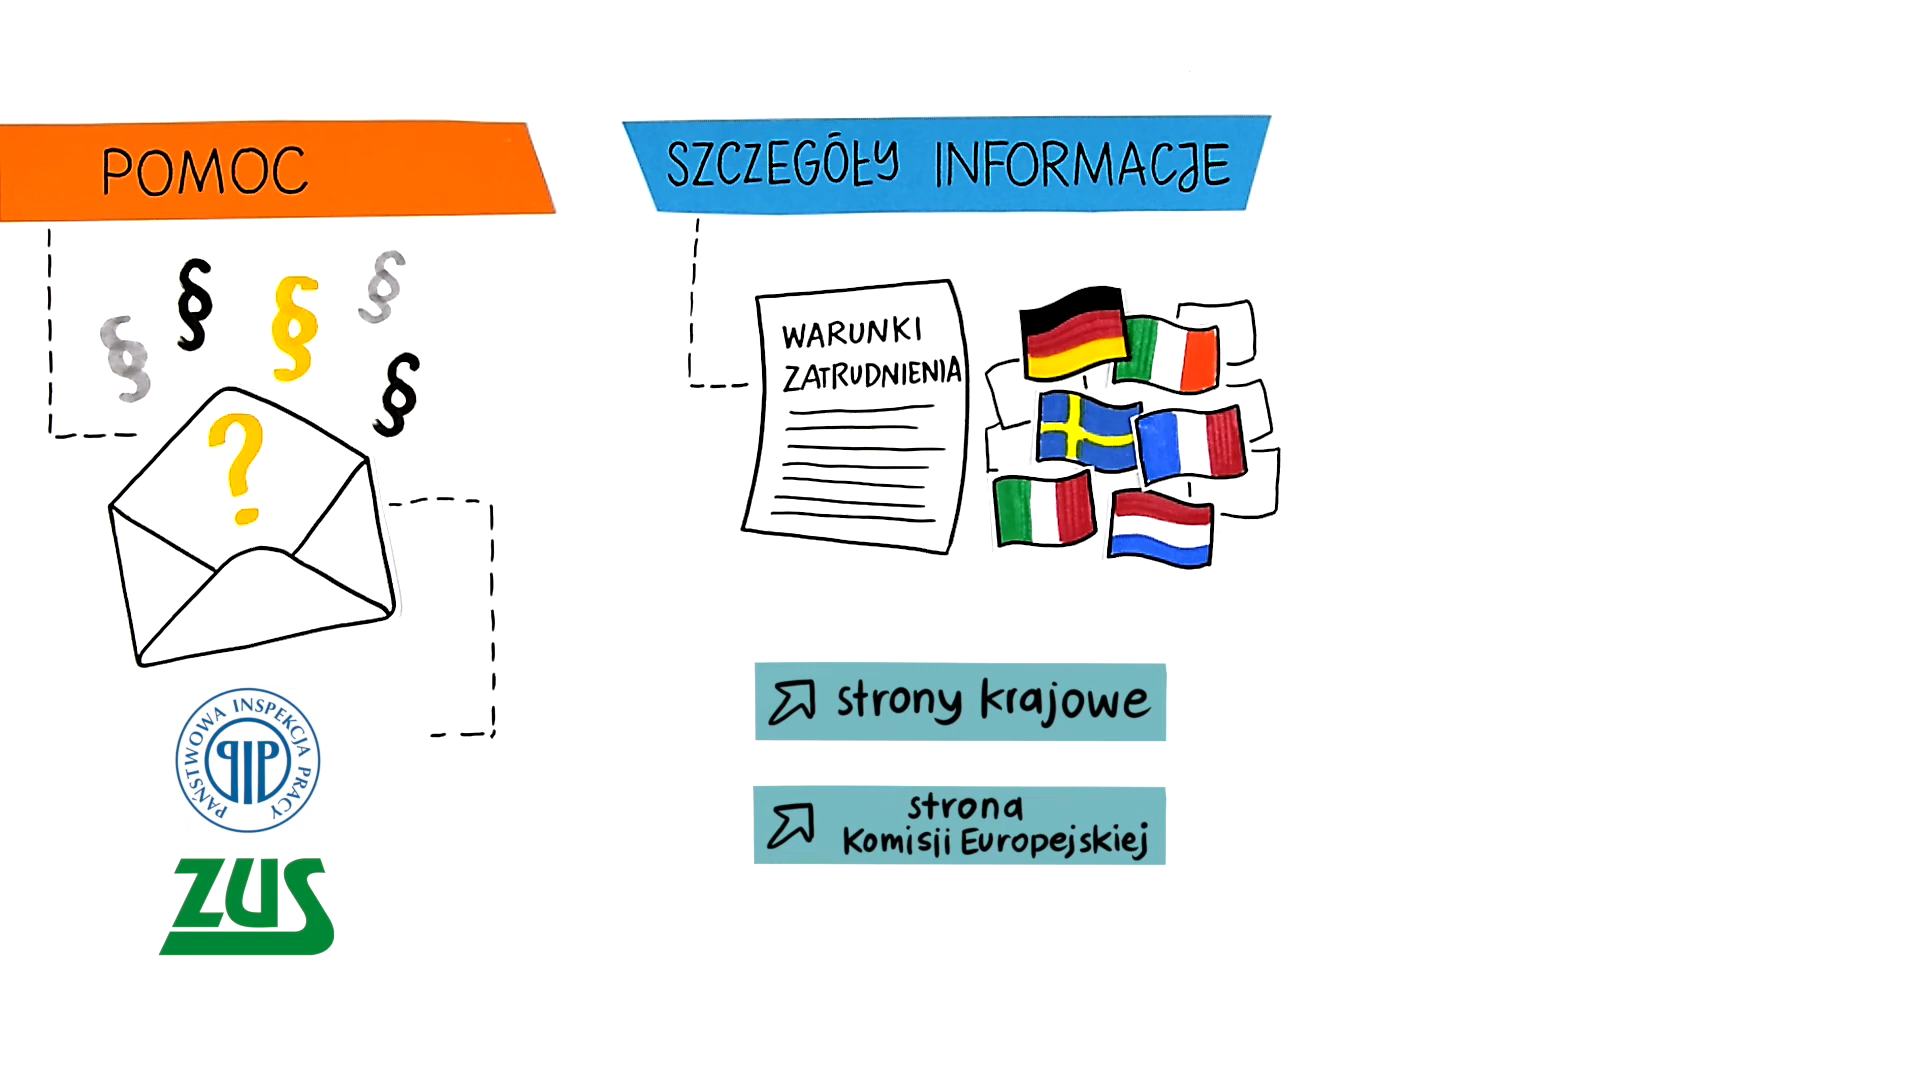 POMOC
§ § § § §
?
PAŃSTWOWA INSPEKCJA PRACY
PIP
ZUS
SZCZEGÓŁY INFORMACJE
WARUNKI
ZATRUDNIENIA
strony krajowe
strona
Komisji Europejskiej